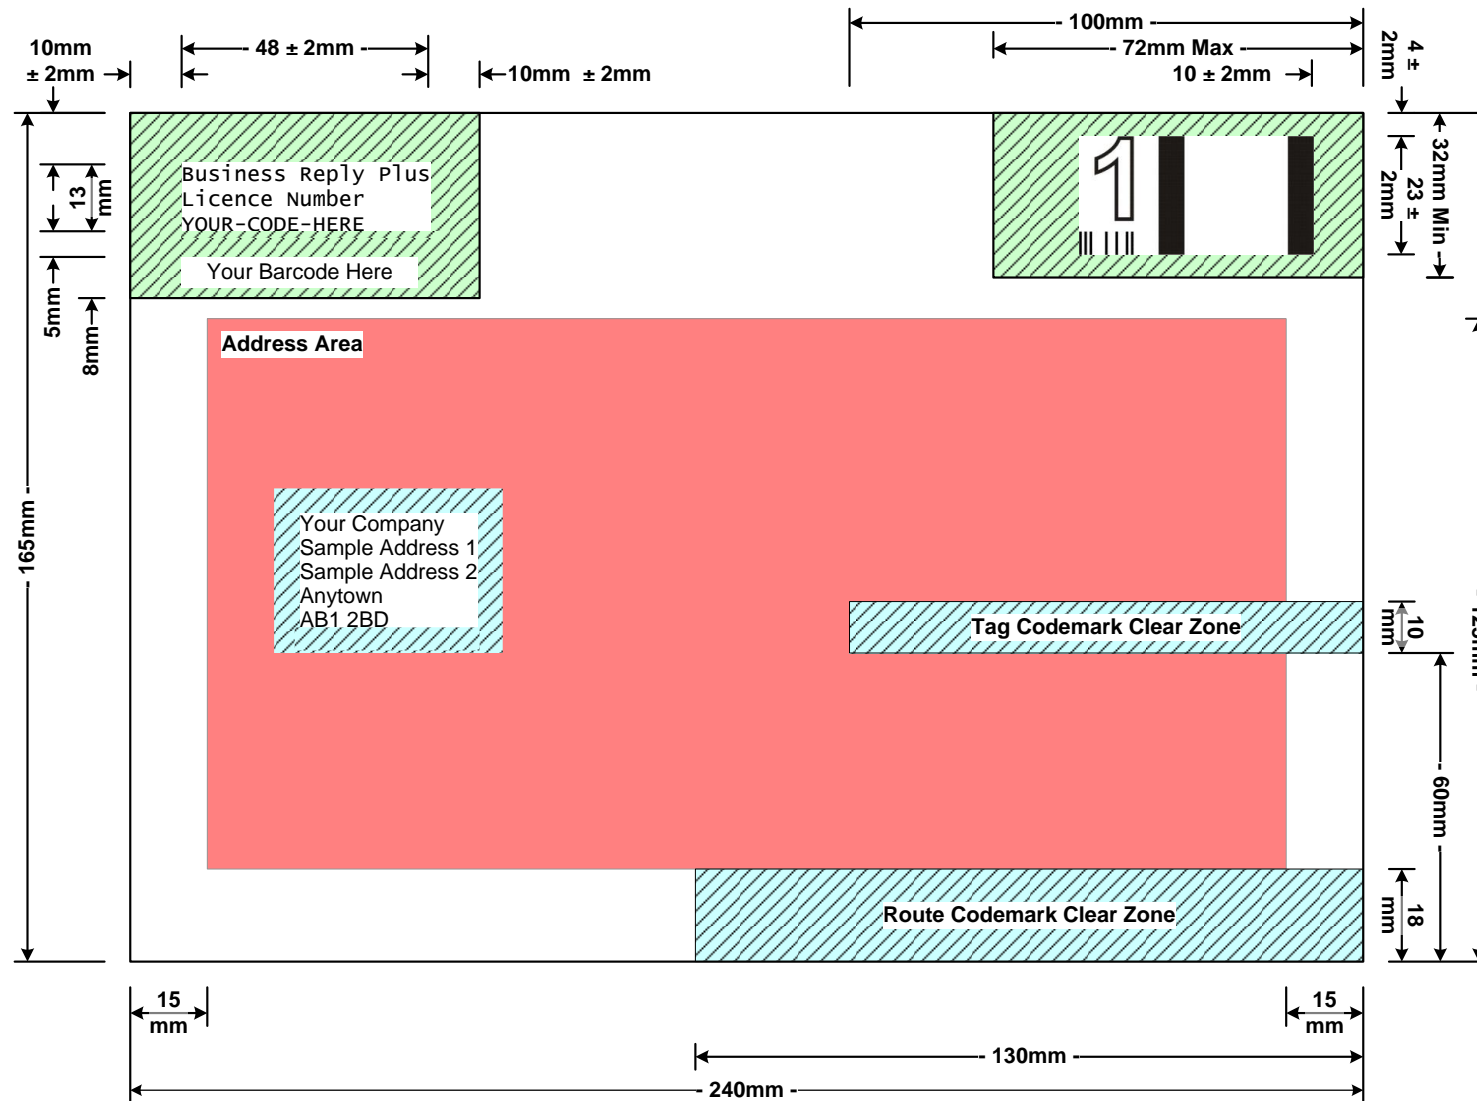 - 100mm -
10mm
± 2mm
- 48 ± 2mm -
10mm ± 2mm
- 72mm Max -
10 ± 2mm
4 ±
2mm
Business Reply Plus
Licence Number
YOUR-CODE-HERE
Your Barcode Here
1
13
mm
5mm
8mm
23 ±
2mm
- 32mm Min -
Address Area
- 165mm -
Your Company
Sample Address 1
Sample Address 2
Anytown
AB1 2BD
Tag Codemark Clear Zone
10
mm
- 60mm -
Route Codemark Clear Zone
18
mm
15
mm
15
mm
- 130mm -
- 240mm -